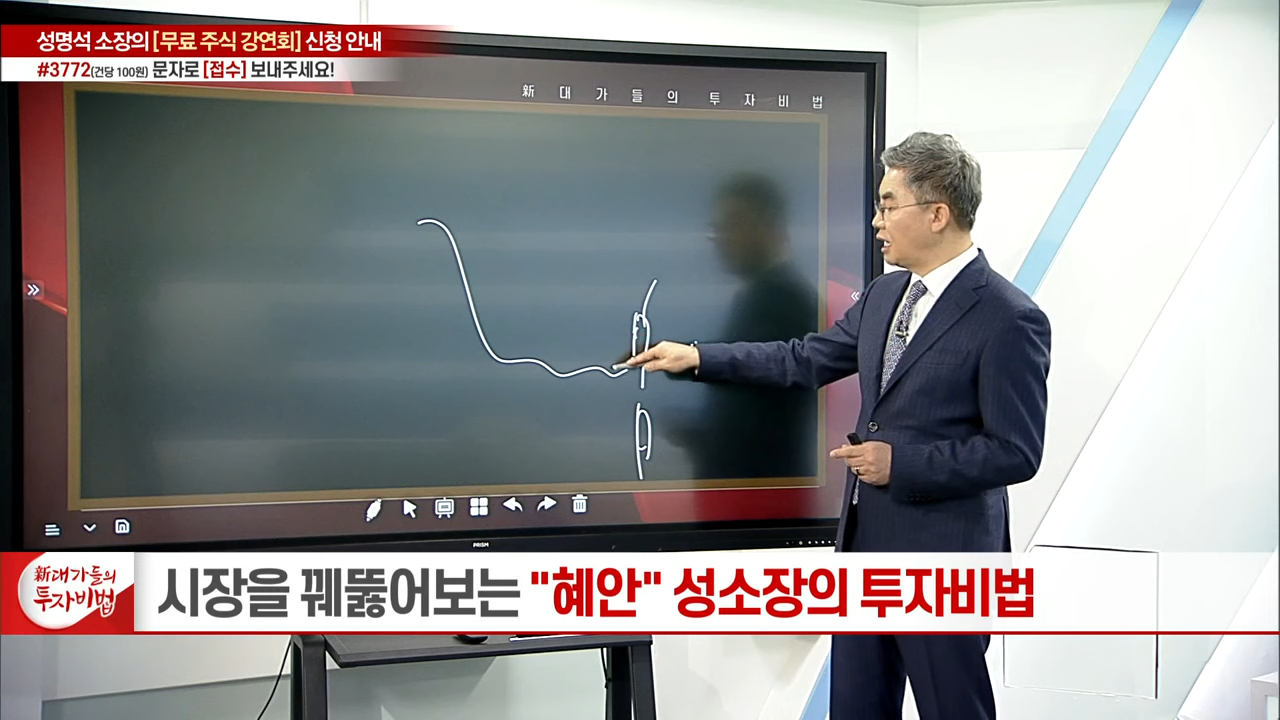 성명석 소장의 [무료 주식 강연회] 신청 안내
#3772(건당 100원) 문자로 [접수] 보내주세요!
新 대가들의 투자비법
PRISM
新대가들의
투자비법
시장을 꿰뚫어보는 "혜안" 성소장의 투자비법